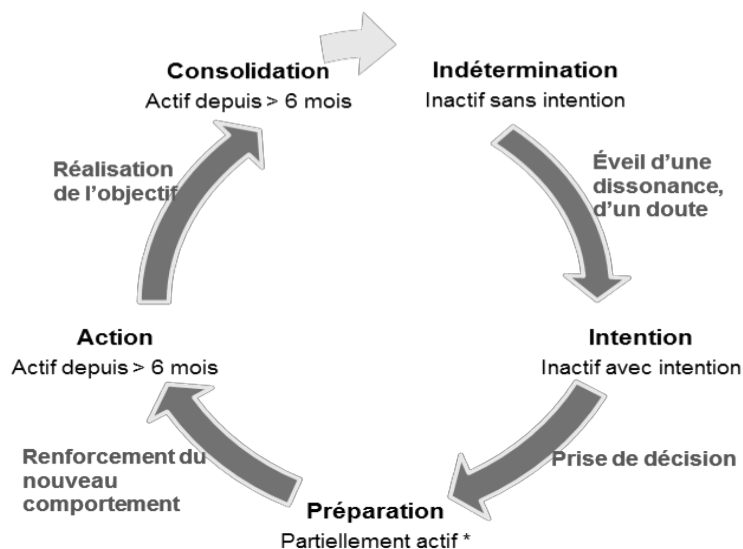 Consolidation
Actif depuis > 6 mois
Indétermination
Inactif sans intention
Éveil d'une
dissonance,
d'un doute
Intention
Inactif avec intention
Prise de décision
Préparation
Partiellement actif *
Renforcement du
nouveau
comportement
Action
Actif depuis > 6 mois
Réalisation
de l'objectif